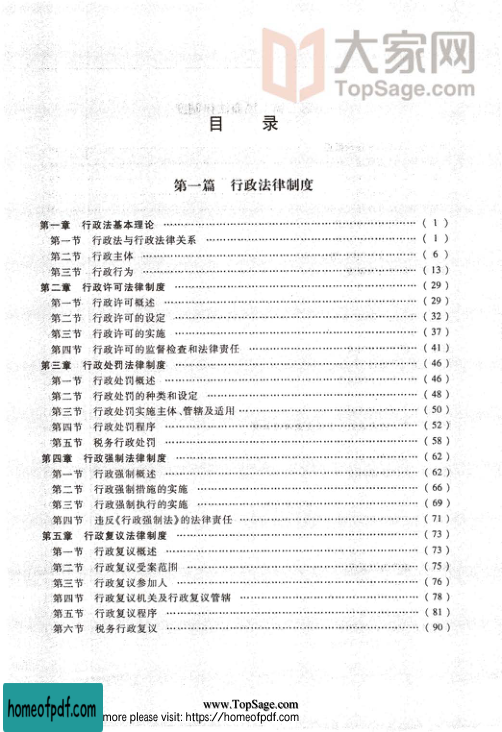 大家网
TopSage.com
目 录
第一篇 行政法律制度
第一章 行政法基本理论 ……………………………………………… ( 1 )
第一节 行政法与行政法律关系 ……………………………………… ( 1 )
第二节 行政主体 ……………………………………………………… ( 6 )
第三节 行政行为 ……………………………………………………… (13)
第二章 行政许可法律制度 …………………………………………… (29)
第一节 行政许可概述 ………………………………………………… (29)
第二节 行政许可的设定 ……………………………………………… (32)
第三节 行政许可的实施 ……………………………………………… (37)
第四节 行政许可的监督检查和法律责任 …………………………… (41)
第三章 行政处罚法律制度 …………………………………………… (46)
第一节 行政处罚概述 ………………………………………………… (46)
第二节 行政处罚的种类和设定 ……………………………………… (48)
第三节 行政处罚实施主体、管辖及适用 …………………………… (50)
第四节 行政处罚程序 ………………………………………………… (52)
第五节 税务行政处罚 ………………………………………………… (58)
第四章 行政强制法律制度 …………………………………………… (62)
第一节 行政强制概述 ………………………………………………… (62)
第二节 行政强制措施的实施 ………………………………………… (66)
第三节 行政强制执行的实施 ………………………………………… (69)
第四节 违反《行政强制法》的法律责任 …………………………… (71)
第五章 行政复议法律制度 …………………………………………… (73)
第一节 行政复议概述 ………………………………………………… (73)
第二节 行政复议受案范围 …………………………………………… (75)
第三节 行政复议参加人 ……………………………………………… (76)
第四节 行政复议机关及行政复议管辖 ……………………………… (78)
第五节 行政复议程序 ………………………………………………… (81)
第六节 税务行政复议 ………………………………………………… (90)
www.TopSage.com
homeofpdf.com
more please visit: https://homeofpdf.com